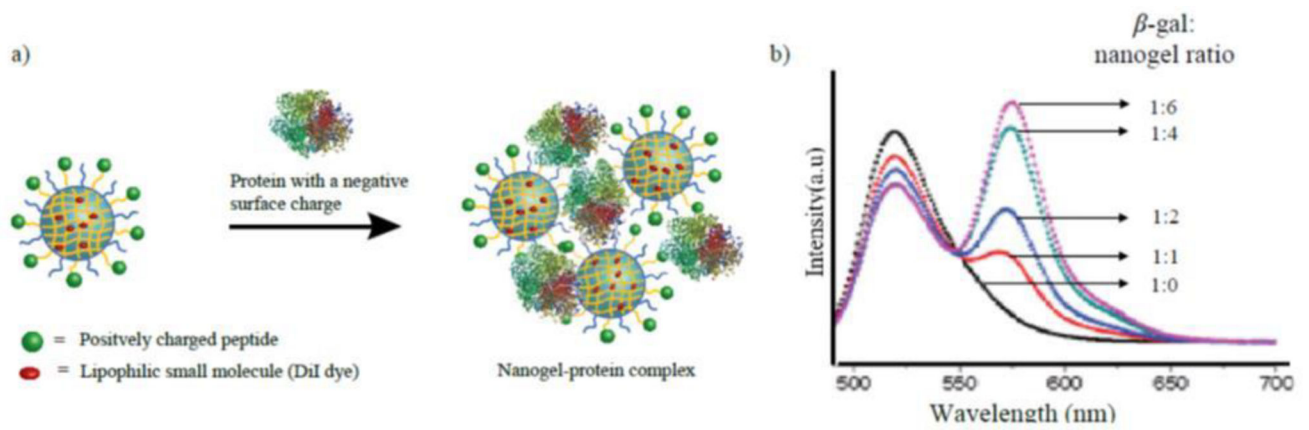 a)
Protein with a negative
surface charge
= Positvely charged peptide
= Lipophilic small molecule (DiI dye)
Nanogel-protein complex
b)
β-gal:
nanogel ratio
1:6
1:4
1:2
1:1
1:0
Intensity(a.u)
500 550 600 650 700
Wavelength (nm)